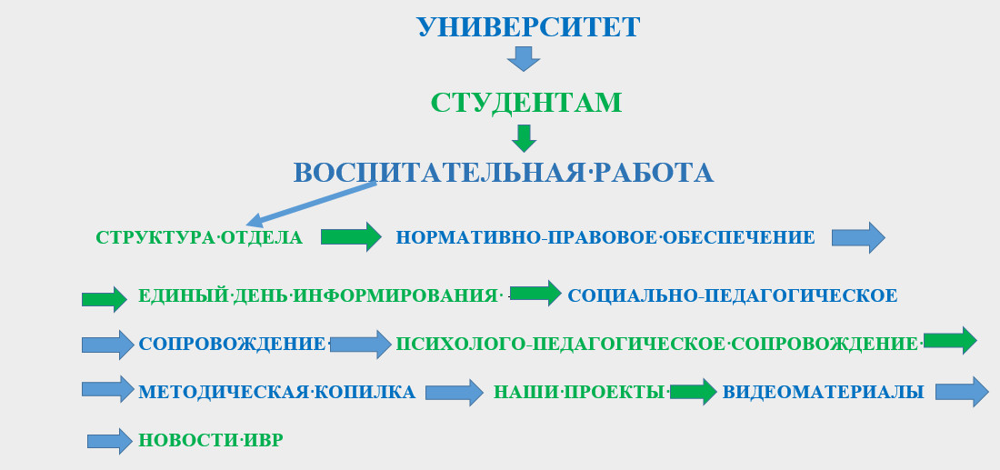 УНИВЕРСИТЕТ
СТУДЕНТАМ
ВОСПИТАТЕЛЬНАЯ·РАБОТА
СТРУКТУРА·ОТДЕЛА НОРМАТИВНО-ПРАВОВОЕ·ОБЕСПЕЧЕНИЕ
ЕДИНЫЙ·ДЕНЬ·ИНФОРМИРОВАНИЯ· СОЦИАЛЬНО-ПЕДАГОГИЧЕСКОЕ
СОПРОВОЖДЕНИЕ· ПСИХОЛОГО-ПЕДАГОГИЧЕСКОЕ·СОПРОВОЖДЕНИЕ·
МЕТОДИЧЕСКАЯ·КОПИЛКА НАШИ·ПРОЕКТЫ· ВИДЕОМАТЕРИАЛЫ
НОВОСТИ·ИВР